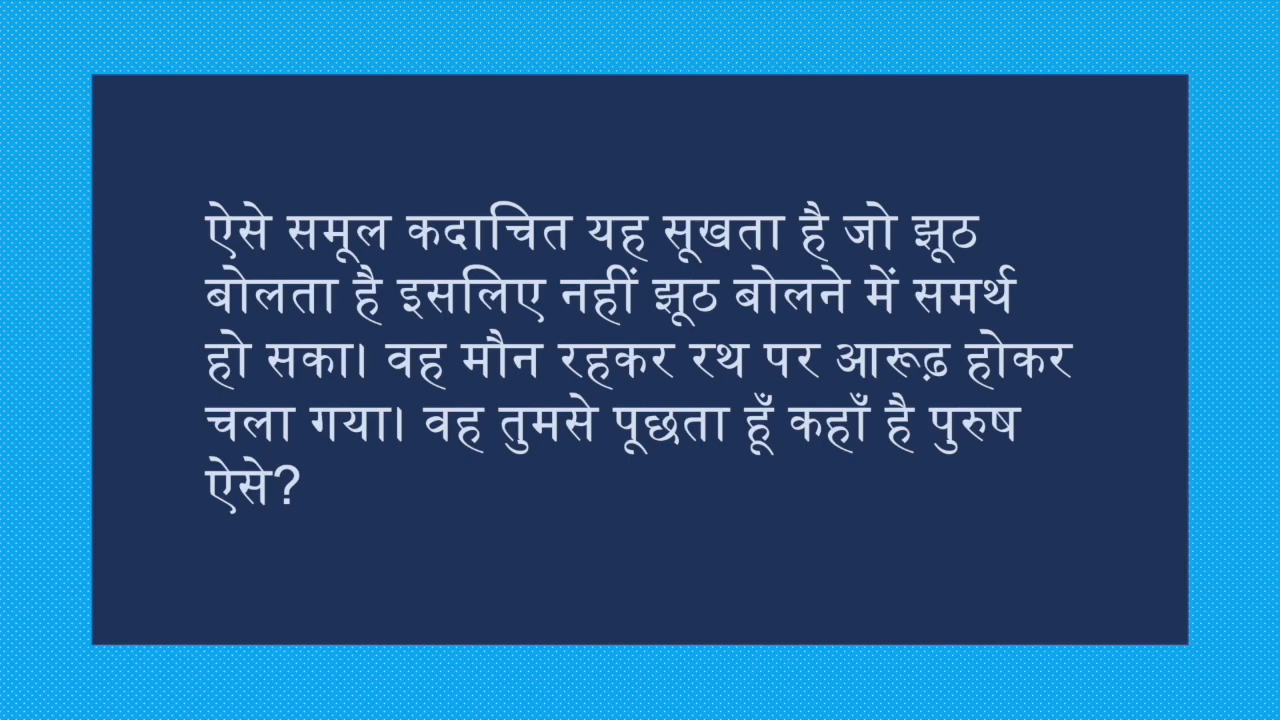 ऐसे समूल कदाचित यह सूखता है जो झूठ
बोलता है इसलिए नहीं झूठ बोलने में समर्थ
हो सका। वह मौन रहकर रथ पर आरूढ़ होकर
चला गया। वह तुमसे पूछता हूँ कहाँ है पुरुष
ऐसे?